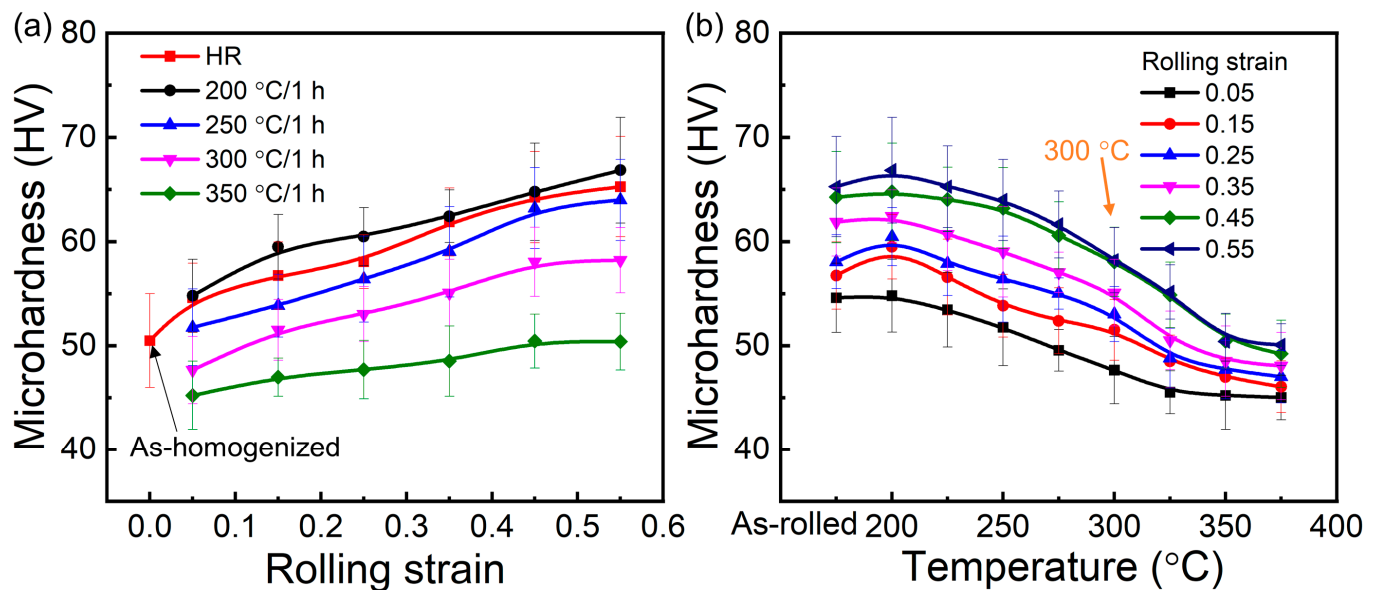 (a)
80
70
60
50
40
Microhardness (HV)
HR
200 °C/1 h
250 °C/1 h
300 °C/1 h
350 °C/1 h
As-homogenized
0.0 0.1 0.2 0.3 0.4 0.5 0.6
Rolling strain
(b)
80
70
60
50
40
Microhardness (HV)
Rolling strain
0.05
0.15
0.25
0.35
0.45
0.55
300 °C
As-rolled 200 250 300 350 400
Temperature (°C)